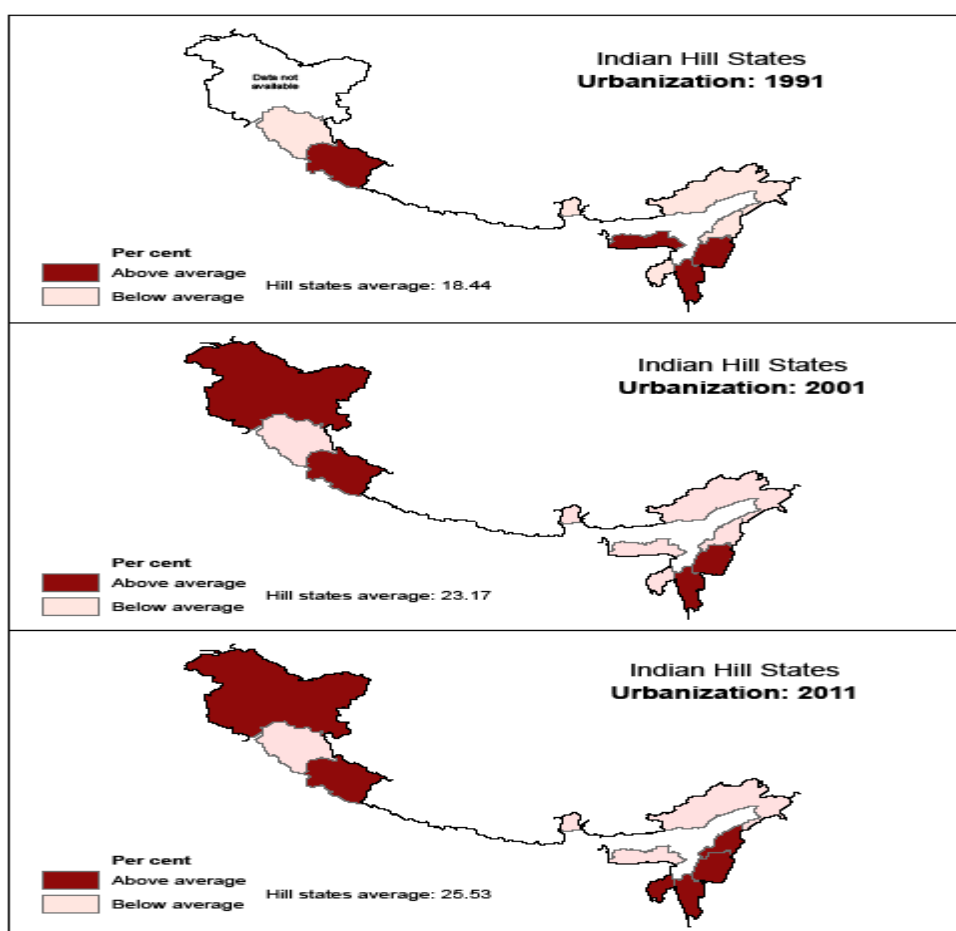 Indian Hill States
Urbanization: 1991
Data not
available
Per cent
Above average
Below average
Hill states average: 18.44
Indian Hill States
Urbanization: 2001
Per cent
Above average
Below average
Hill states average: 23.17
Indian Hill States
Urbanization: 2011
Per cent
Above average
Below average
Hill states average: 25.53